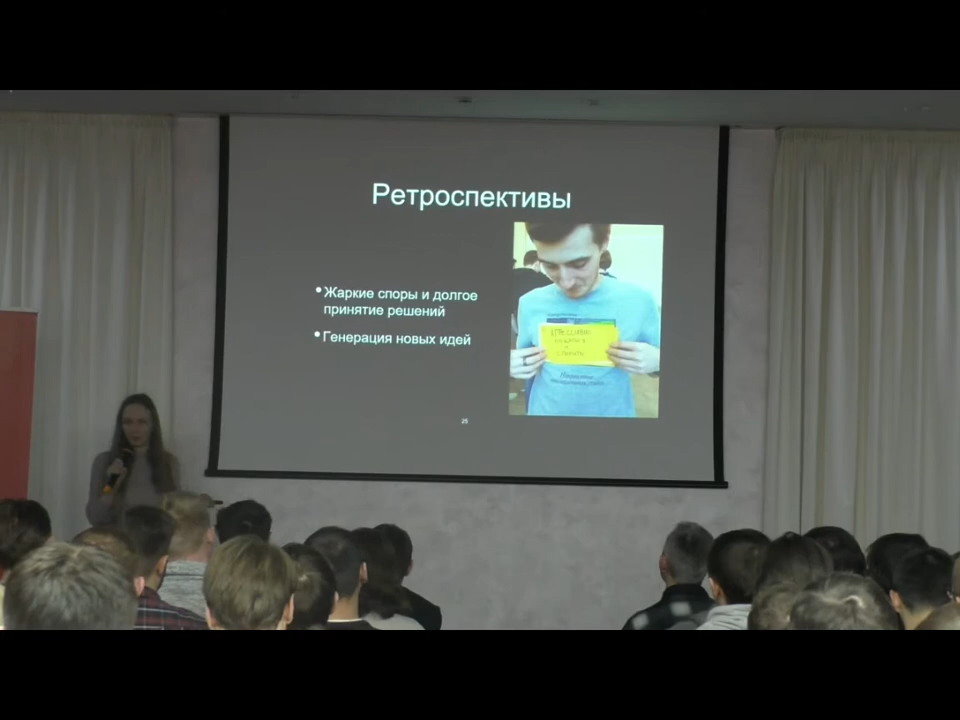 Ретроспективы
•Жаркие споры и долгое
принятие решений
•Генерация новых идей
25